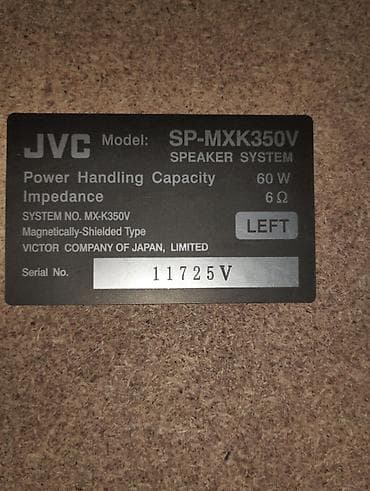 JVC Model: SP-MXK350V
SPEAKER SYSTEM
Power Handling Capacity 60 W
Impedance 6 Ω
SYSTEM NO. MX-K350V
Magnetically-Shielded Type LEFT
VICTOR COMPANY OF JAPAN, LIMITED
Serial No. 11725V